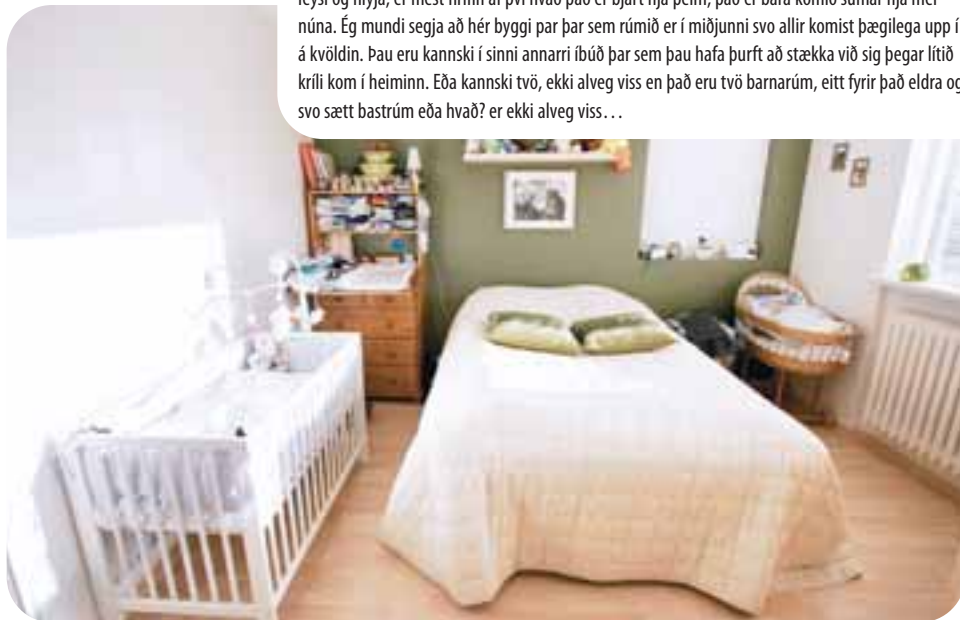 núna. Ég mundi segja að hér byggi par þar sem rúmið er í miðjunni svo allir komist þægilega upp í
á kvöldin. Þau eru kannski í sinni annarri íbúð þar sem þau hafa þurft að stækka við sig þegar lítið
kríli kom í heiminn. Eða kannski tvö, ekki alveg viss en það eru tvö barnarúm, eitt fyrir það eldra og
svo sætt bastrúm eða hvað? er ekki alveg viss…